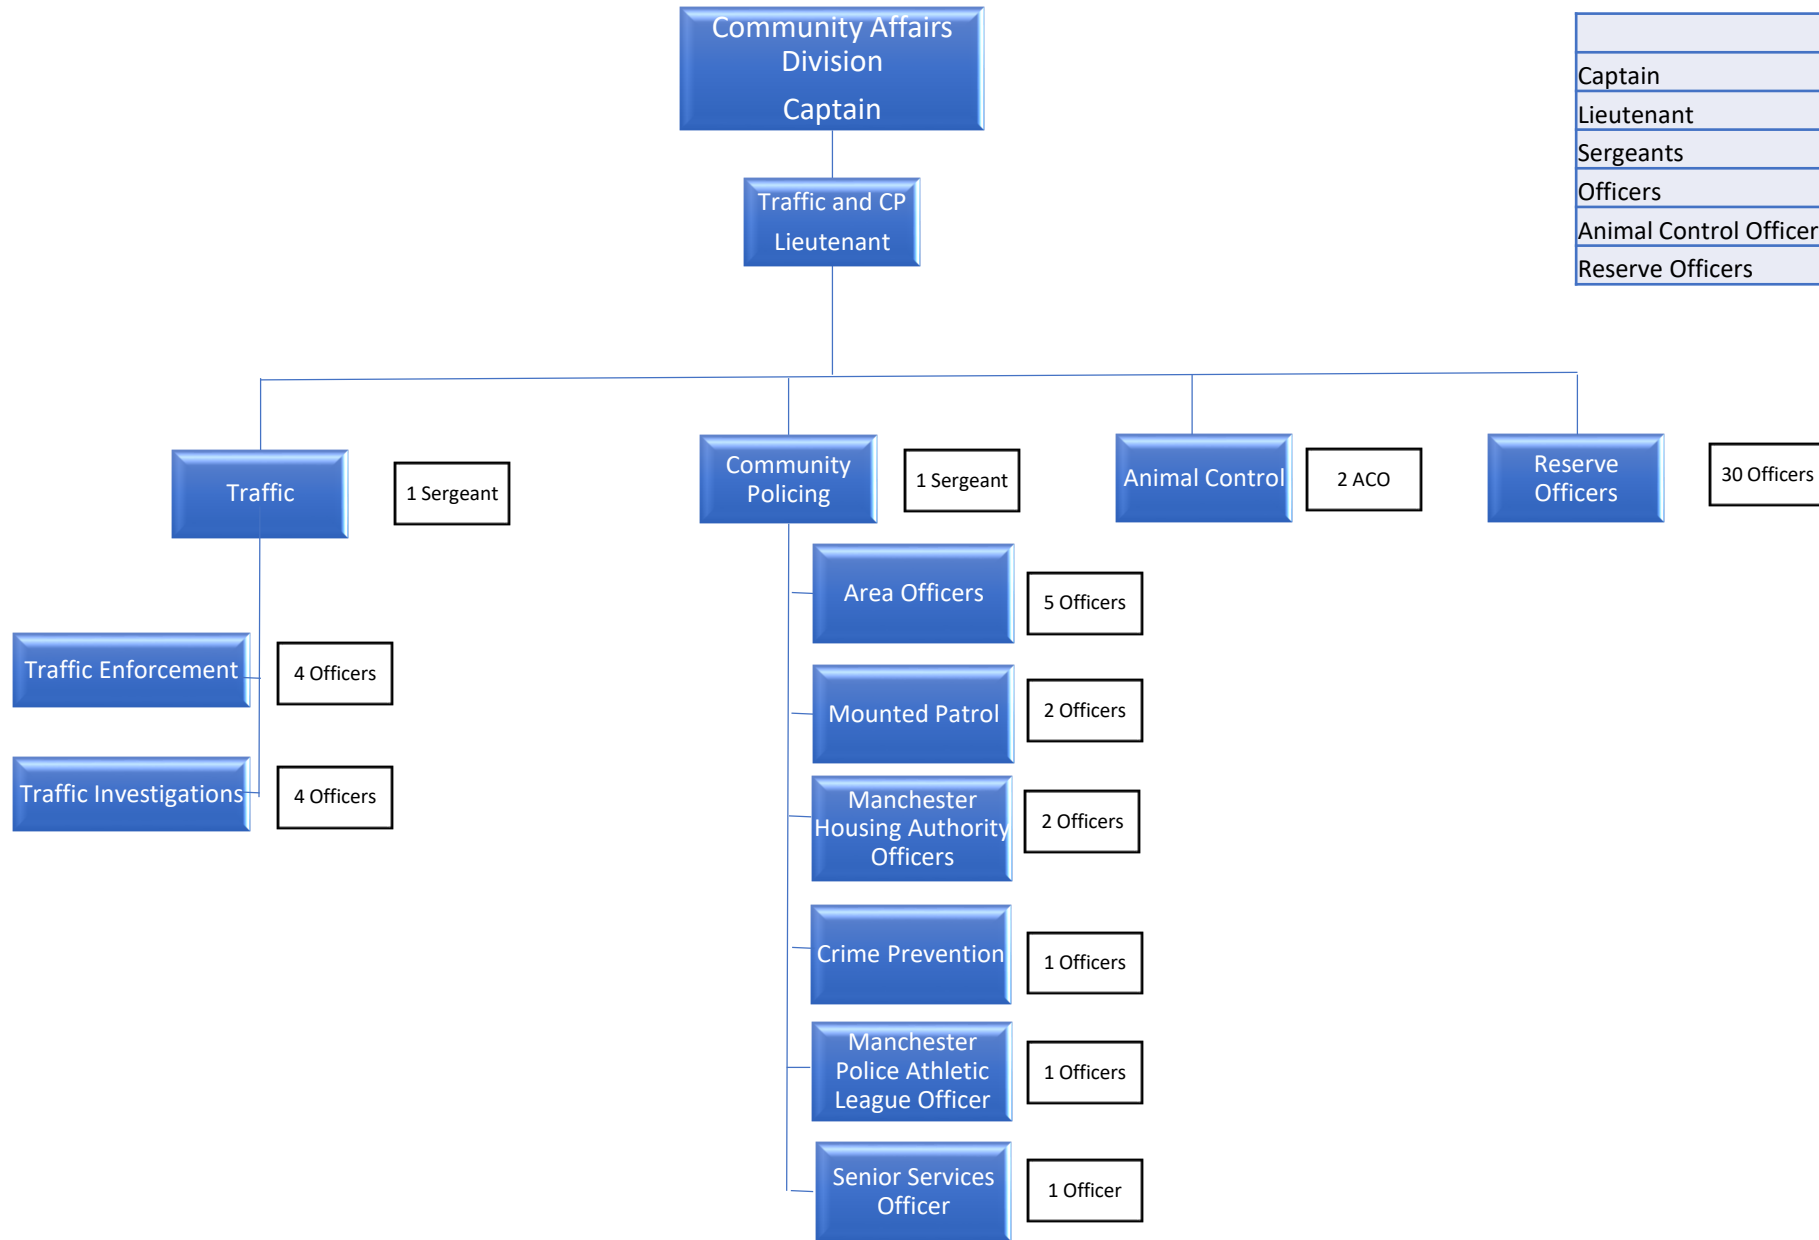 Community Affairs
Division
Captain
Captain
Lieutenant
Sergeants
Officers
Animal Control Officer
Reserve Officers
Traffic and CP
Lieutenant
Traffic
1 Sergeant
Community
Policing
1 Sergeant
Animal Control
2 ACO
Reserve
Officers
30 Officers
Traffic Enforcement
4 Officers
Traffic Investigations
4 Officers
Area Officers
5 Officers
Mounted Patrol
2 Officers
Manchester
Housing Authority
Officers
2 Officers
Crime Prevention
1 Officers
Manchester
Police Athletic
League Officer
1 Officers
Senior Services
Officer
1 Officer